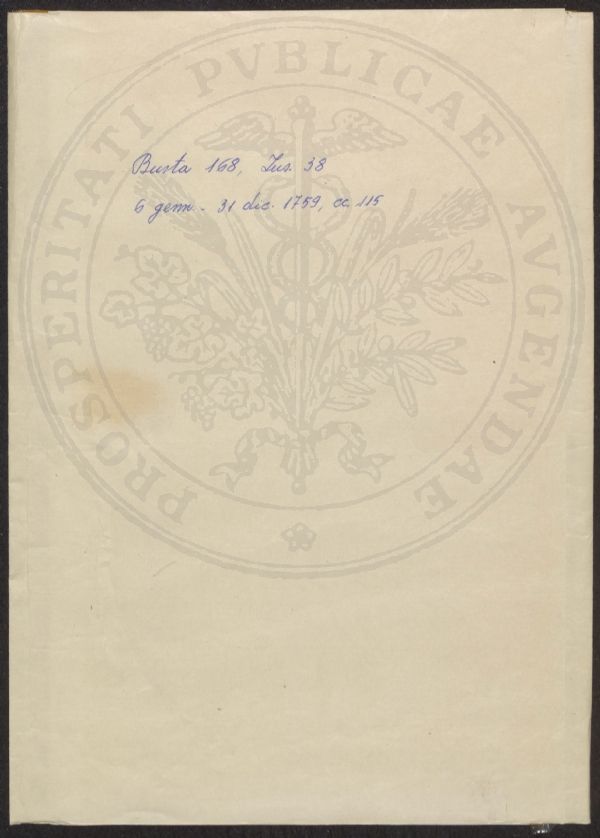 PROSPERITATI PVBLICAE AVGENDAE
Busta 168, Ins. 38
6 genn. - 31 dic. 1759, cc. 115